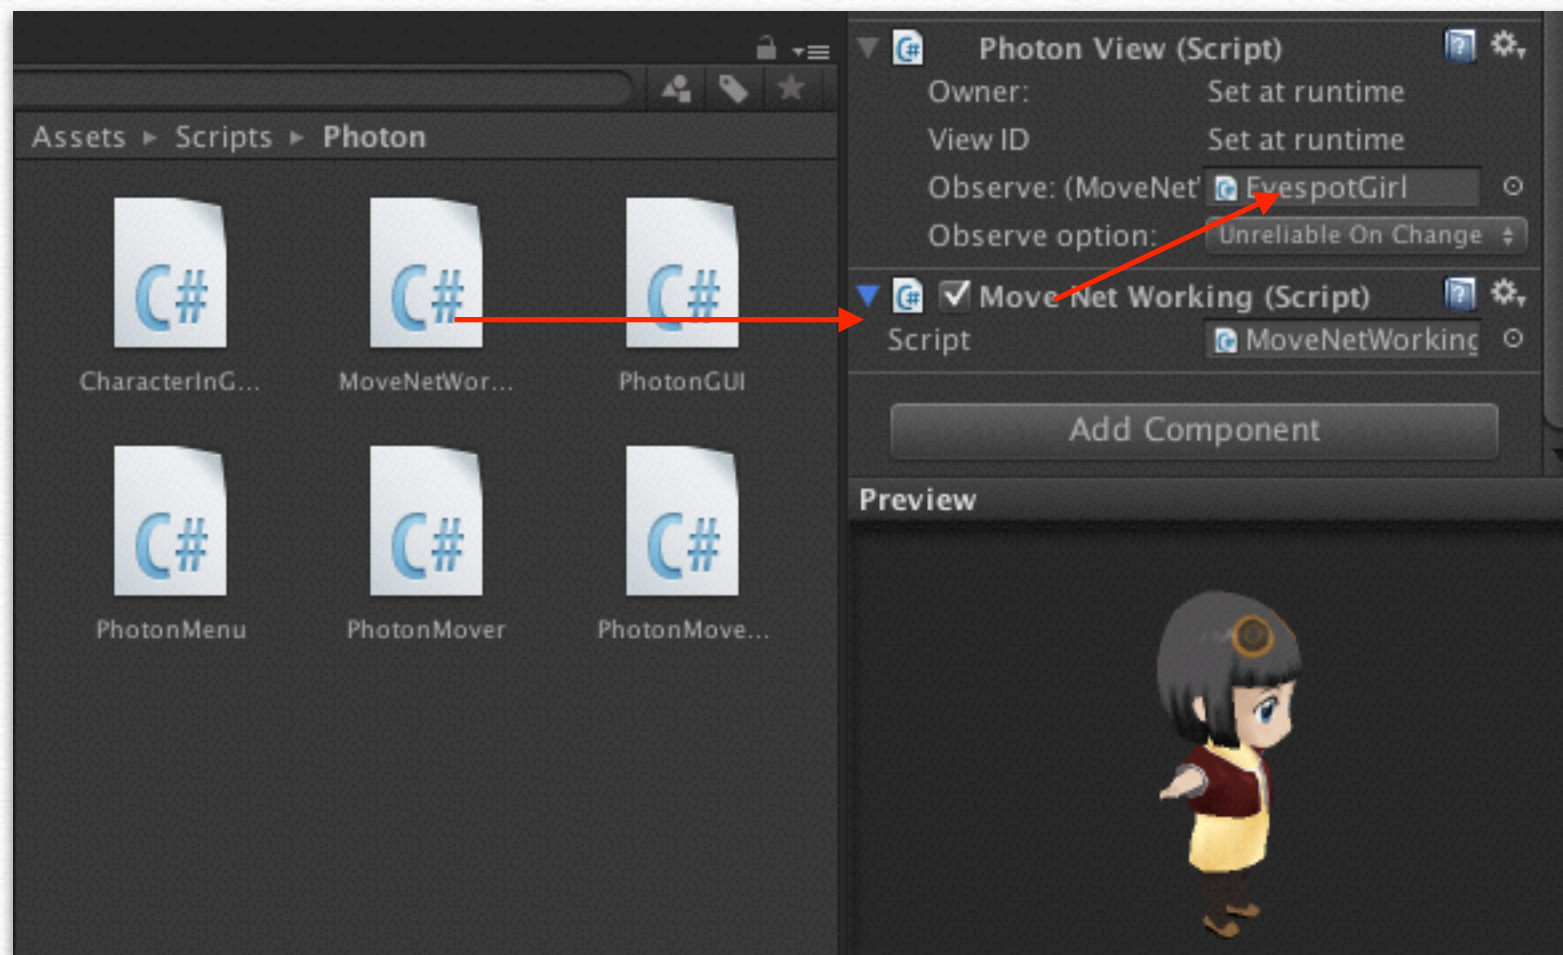 Assets ▸ Scripts ▸ Photon
C#
CharacterInG...
C#
MoveNetWor...
C#
PhotonGUI
C#
PhotonMenu
C#
PhotonMover
C#
PhotonMove...
Photon View (Script)
Owner: Set at runtime
View ID Set at runtime
Observe: (MoveNet' EyespotGirl
Observe option: Unreliable On Change
Move Net Working (Script)
Script MoveNetWorking
Add Component
Preview